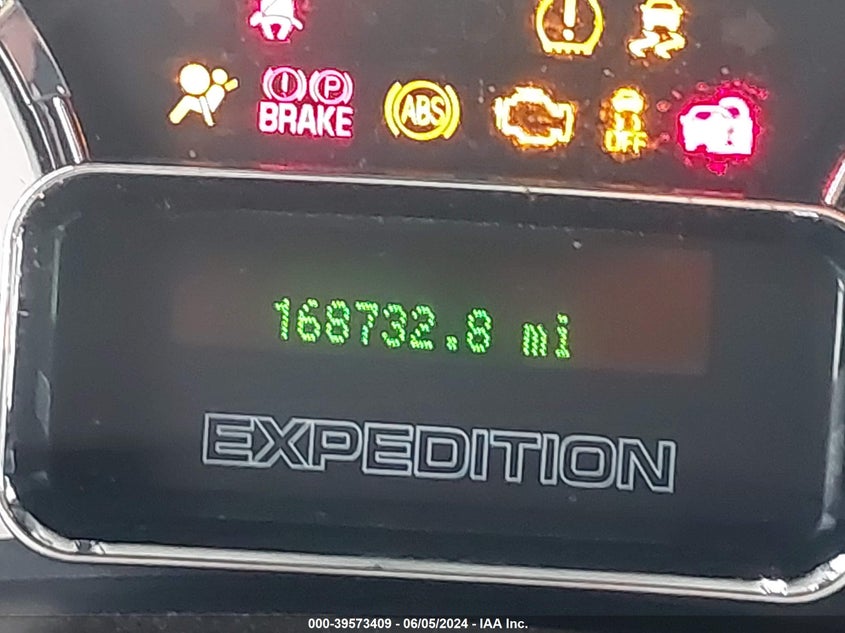 (!) (P)
BRAKE
ABS
OFF
168732.8 mi
EXPEDITION
000-39573409 - 06/05/2024 - IAA Inc.